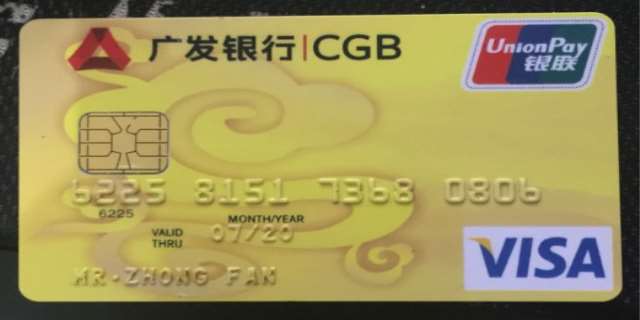 广发银行|CGB
UnionPay
银联
6225 8151 7368 0806
6225
MONTH/YEAR
VALID THRU 07/20
MR·ZHONG FAN
VISA